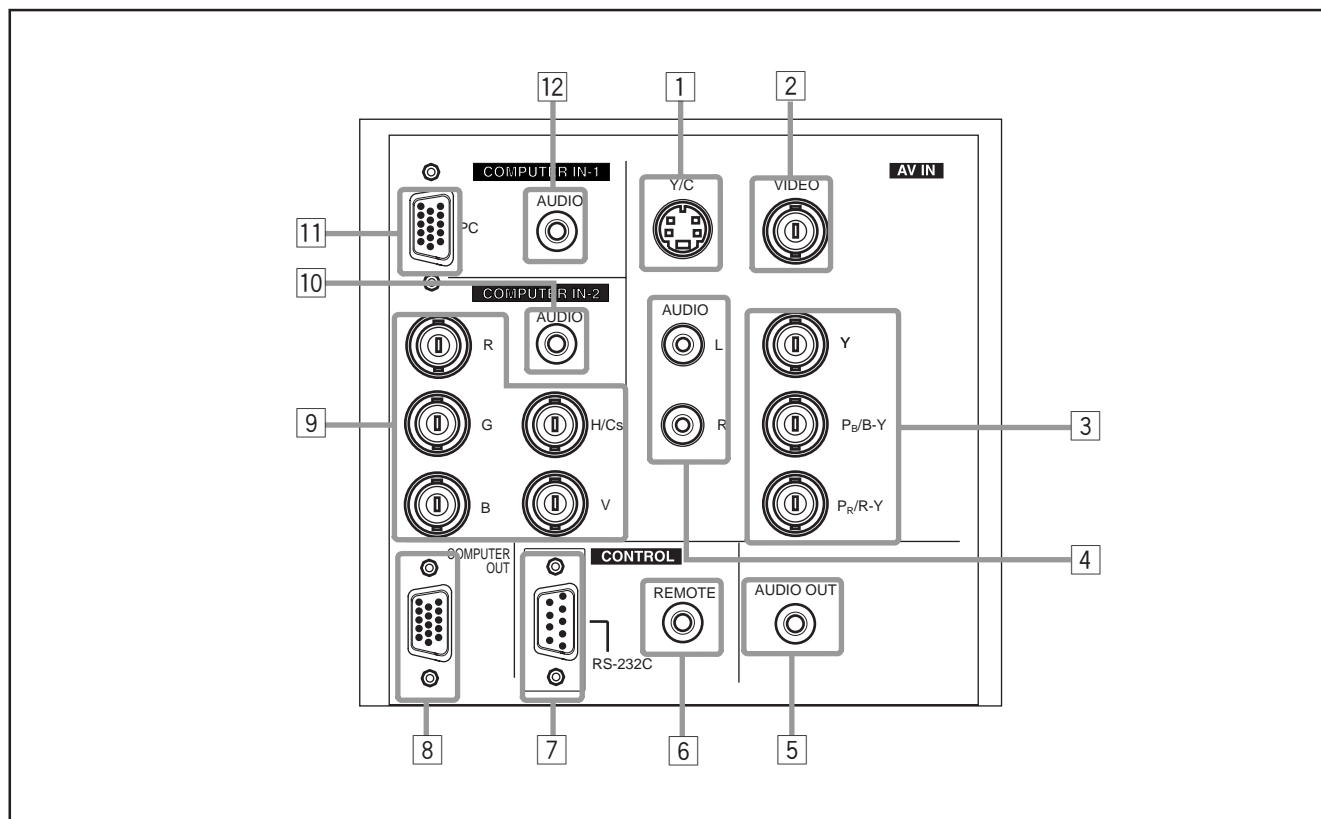 12
1
2
COMPUTER IN-1
AV IN
AUDIO
Y/C
VIDEO
11
PC
10
COMPUTER IN-2
AUDIO
AUDIO
R
L
Y
9
G
H/Cs
R
PB/B-Y
3
B
V
PR/R-Y
COMPUTER
OUT
CONTROL
4
REMOTE
AUDIO OUT
RS-232C
8
7
6
5